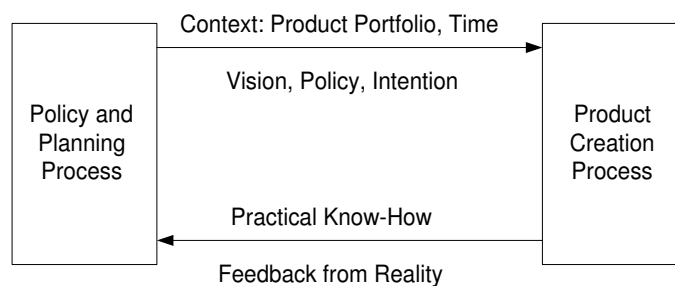 Context: Product Portfolio, Time
Vision, Policy, Intention
Policy and
Planning
Process
Product
Creation
Process
Practical Know-How
Feedback from Reality